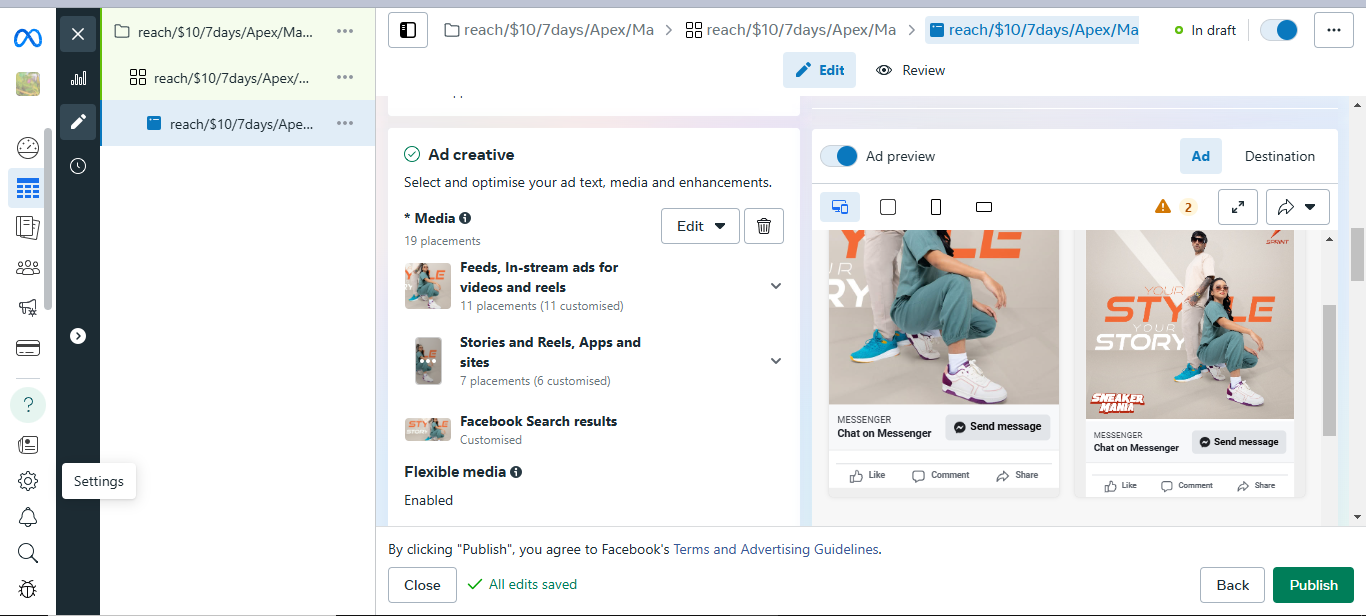 reach/$10/7days/Apex/Ma...
reach/$10/7days/Apex/...
reach/$10/7days/Ape...
Settings
reach/$10/7days/Apex/Ma
reach/$10/7days/Apex/Ma
reach/$10/7days/Apex/Ma
In draft
Edit
Review
Ad creative
Select and optimise your ad text, media and enhancements.
* Media
19 placements
Edit
Feeds, In-stream ads for
videos and reels
11 placements (11 customised)
Stories and Reels, Apps and
sites
7 placements (6 customised)
Facebook Search results
Customised
Flexible media
Enabled
Ad preview
Ad
Destination
2
MESSENGER
Chat on Messenger
Send message
Like
Comment
Share
SPRINT
YOUR
STYLE
YOUR
STORY
SNEAKER
MANIA
MESSENGER
Chat on Messenger
Send message
Like
Comment
Share
By clicking "Publish", you agree to Facebook's Terms and Advertising Guidelines.
Close
All edits saved
Back
Publish